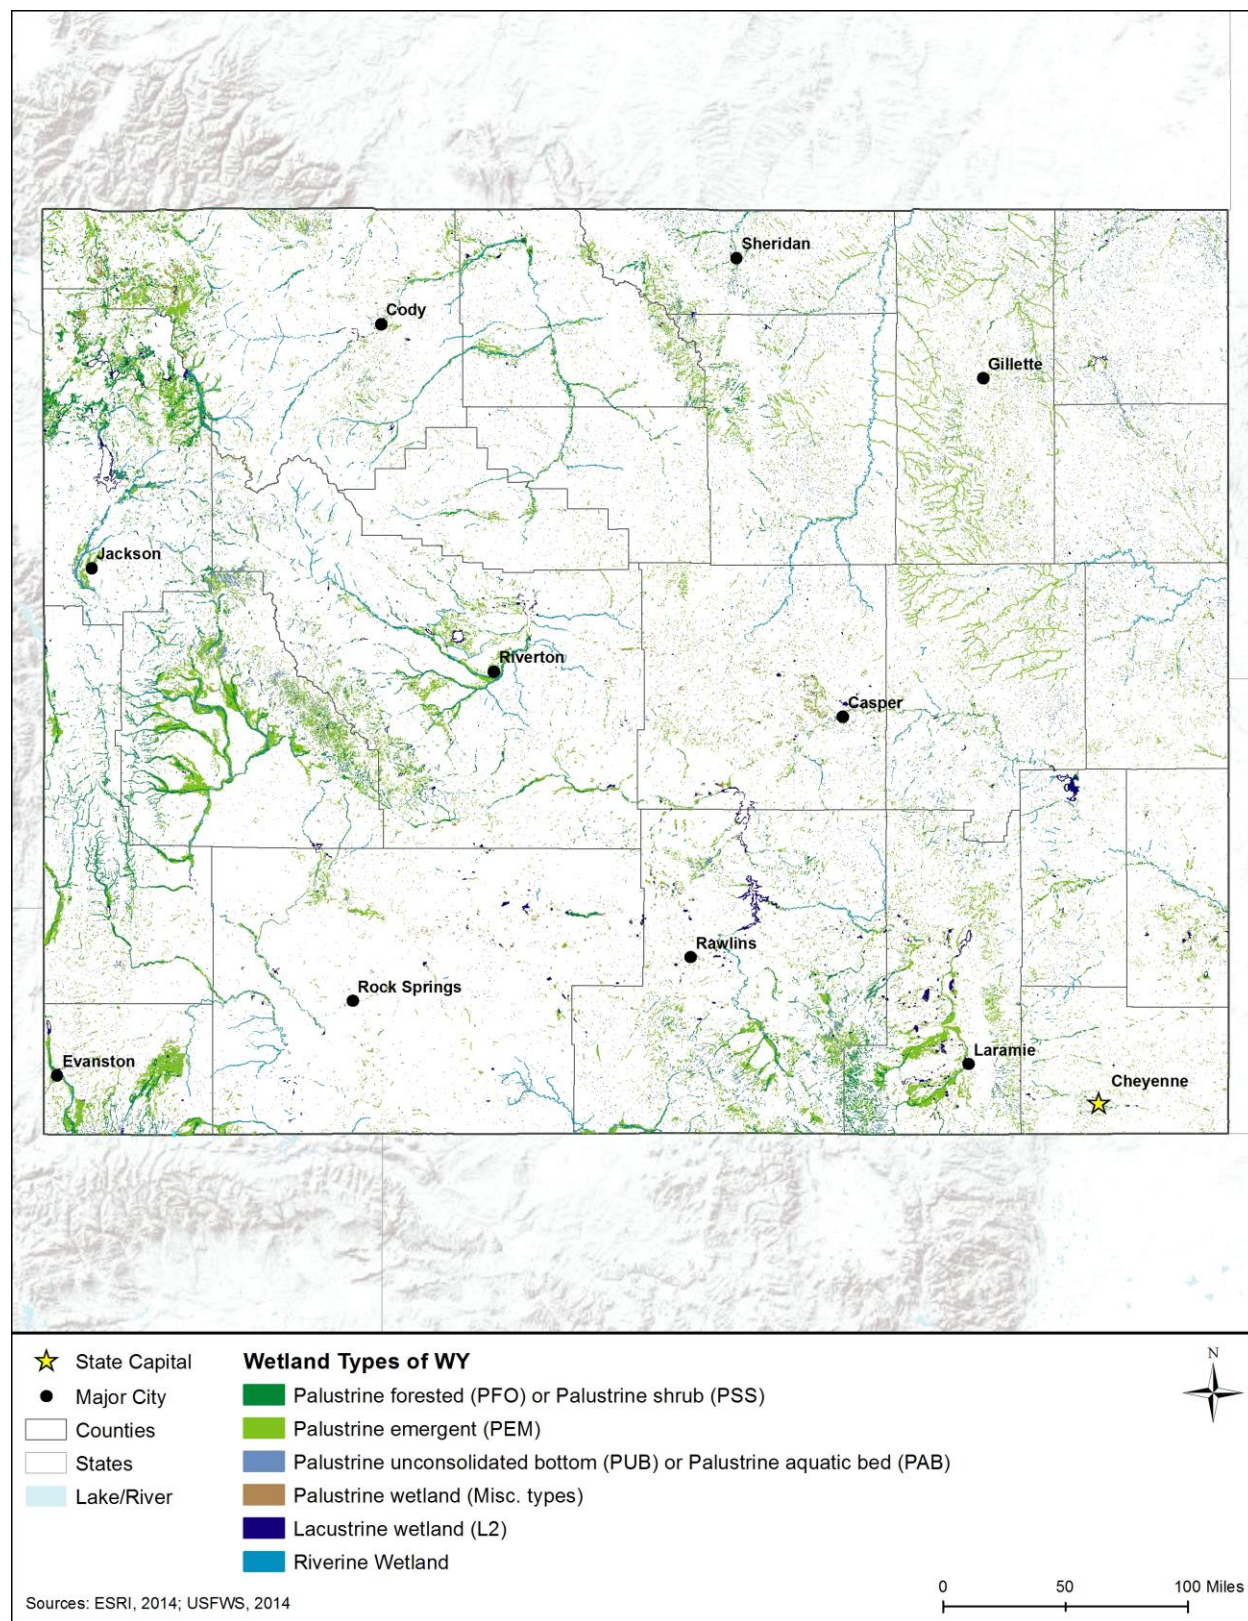 Sheridan
Cody
Gillette
Jackson
Riverton
Casper
Rawlins
Rock Springs
Evanston
Laramie
Cheyenne
State Capital
Major City
Counties
States
Lake/River
Wetland Types of WY
Palustrine forested (PFO) or Palustrine shrub (PSS)
Palustrine emergent (PEM)
Palustrine unconsolidated bottom (PUB) or Palustrine aquatic bed (PAB)
Palustrine wetland (Misc. types)
Lacustrine wetland (L2)
Riverine Wetland
N
0 50 100 Miles
Sources: ESRI, 2014; USFWS, 2014